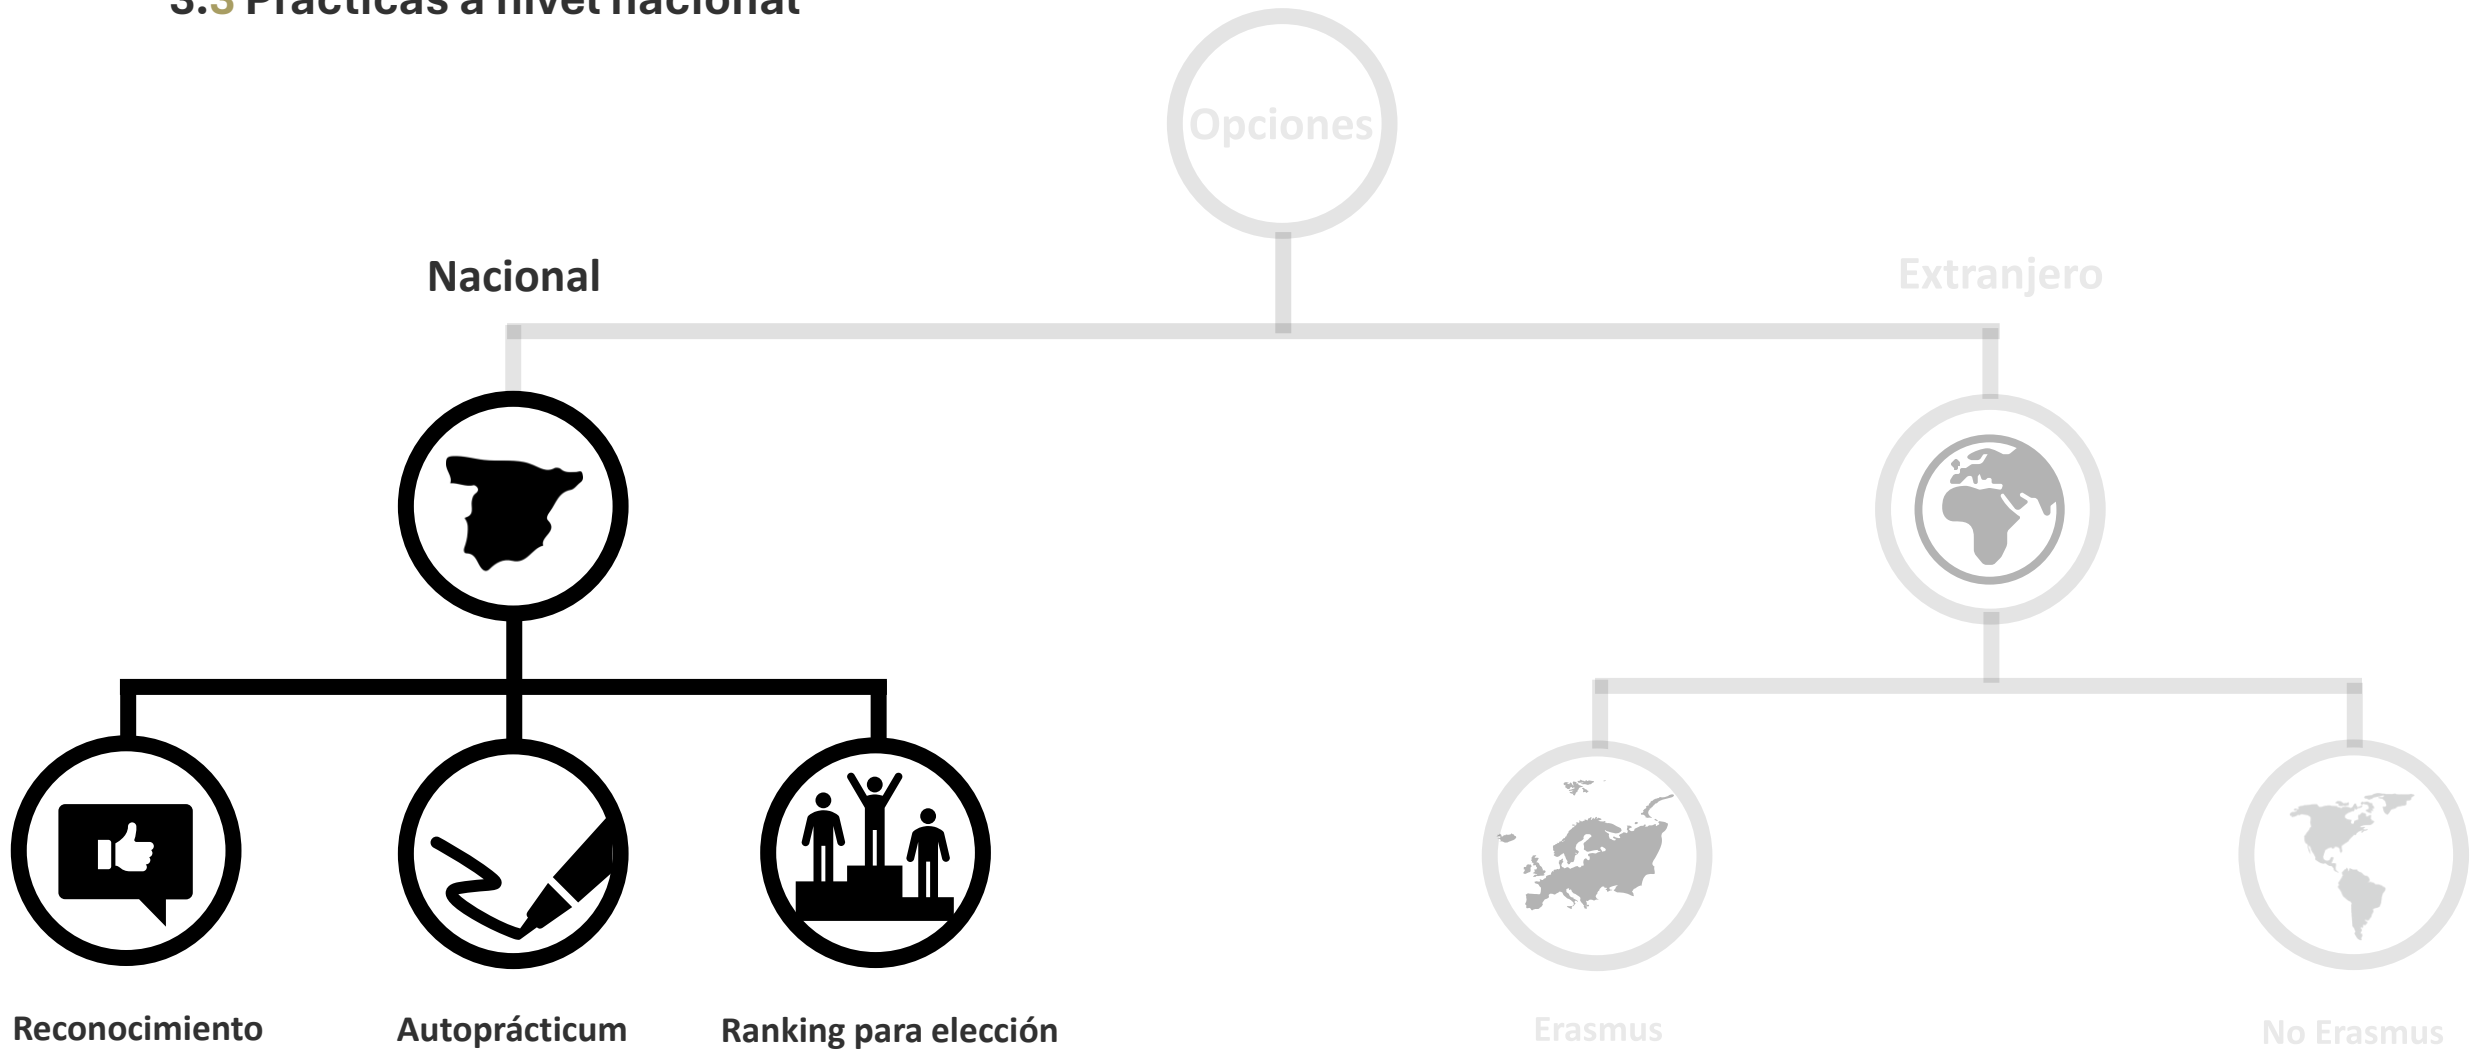 3.3 Prácticas a nivel nacional
Opciones
Nacional
Extranjero
Reconocimiento
Autoprácticum
Ranking para elección
Erasmus
No Erasmus